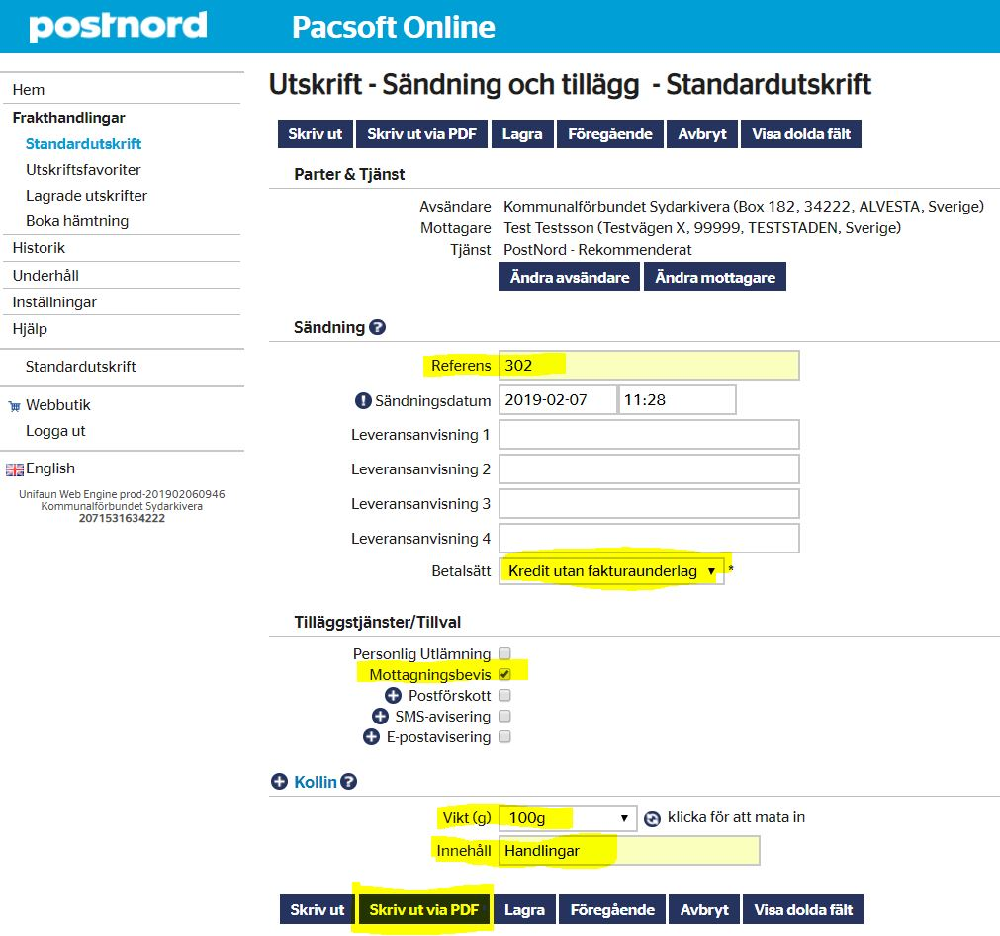 postnord
Pacsoft Online
Hem
Frakthandlingar
Standardutskrift
Utskriftsfavoriter
Lagrade utskrifter
Boka hämtning
Historik
Underhåll
Inställningar
Hjälp
Standardutskrift
Webbutik
Logga ut
English
Unifaun Web Engine prod-201902060946
Kommunalförbundet Sydarkivera
2071531634222
Utskrift - Sändning och tillägg - Standardutskrift
Skriv ut Skriv ut via PDF Lagra Föregående Avbryt Visa dolda fält
Parter & Tjänst
Avsändare Kommunalförbundet Sydarkivera (Box 182, 34222, ALVESTA, Sverige)
Mottagare Test Testsson (Testvägen X, 99999, TESTSTADEN, Sverige)
Tjänst PostNord - Rekommenderat
Ändra avsändare Ändra mottagare
Sändning ?
Referens 302
! Sändningsdatum 2019-02-07 11:28
Leveransanvisning 1
Leveransanvisning 2
Leveransanvisning 3
Leveransanvisning 4
Betalsätt Kredit utan fakturaunderlag *
Tilläggstjänster/Tillval
Personlig Utlämning
Mottagningsbevis
Postförskott
SMS-avisering
E-postavisering
Kollin ?
Vikt (g) 100g klicka för att mata in
Innehåll Handlingar
Skriv ut Skriv ut via PDF Lagra Föregående Avbryt Visa dolda fält